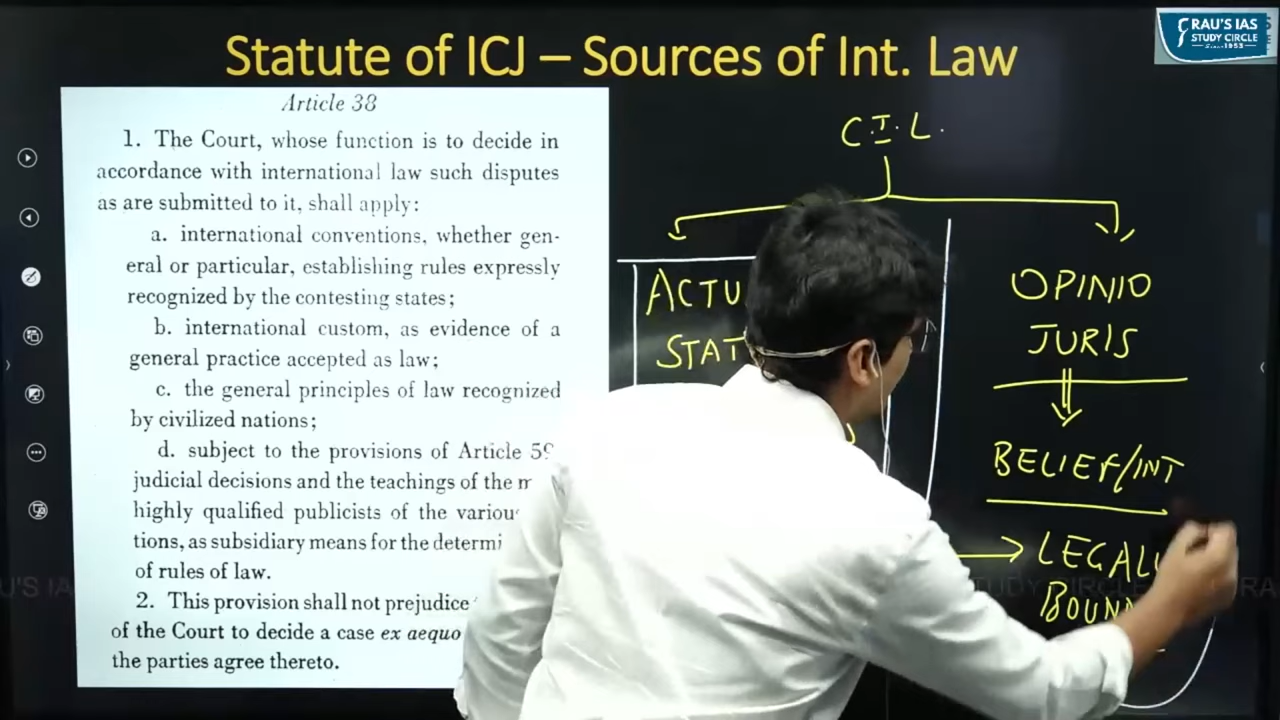 RAU'S IAS
STUDY CIRCLE
Since 1953
Statute of ICJ – Sources of Int. Law
Article 38
1. The Court, whose function is to decide in
accordance with international law such disputes
as are submitted to it, shall apply:
a. international conventions, whether gen-
eral or particular, establishing rules expressly
recognized by the contesting states;
b. international custom, as evidence of a
general practice accepted as law;
c. the general principles of law recognized
by civilized nations;
d. subject to the provisions of Article
judicial decisions and the teachings of the
highly qualified publicists of the
tions, as subsidiary means for the
of rules of law.
2. This provision shall not prejudice
of the Court to decide a case ex aequo
the parties agree thereto.
C.I.L.
OPINIO
JURIS
BELIEF/INT
STUDY CIRCLE